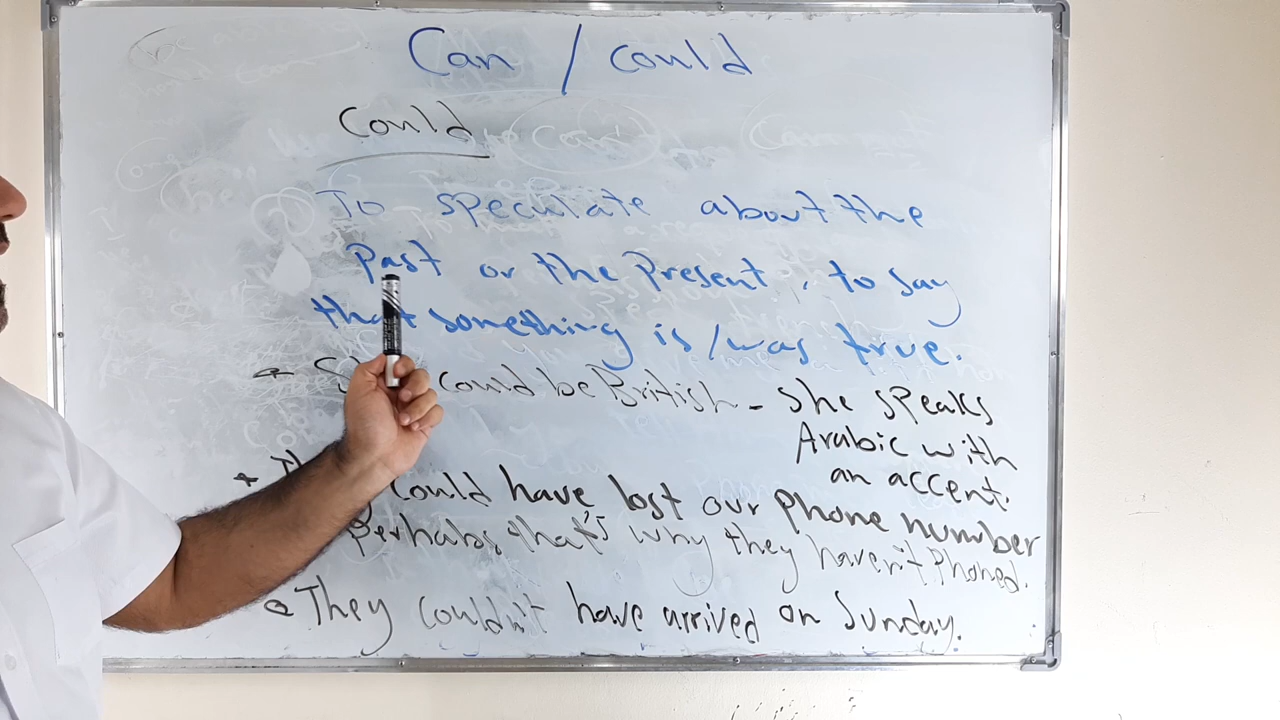 Can / could
Could
To speculate about the
Past or the Present, to say
that something is/was true.
could be British - she speaks
Arabic with
an accent.
could have lost our phone number
Perhabs that's why they haven't Phoned.
They couldn't have arrived on Sunday.